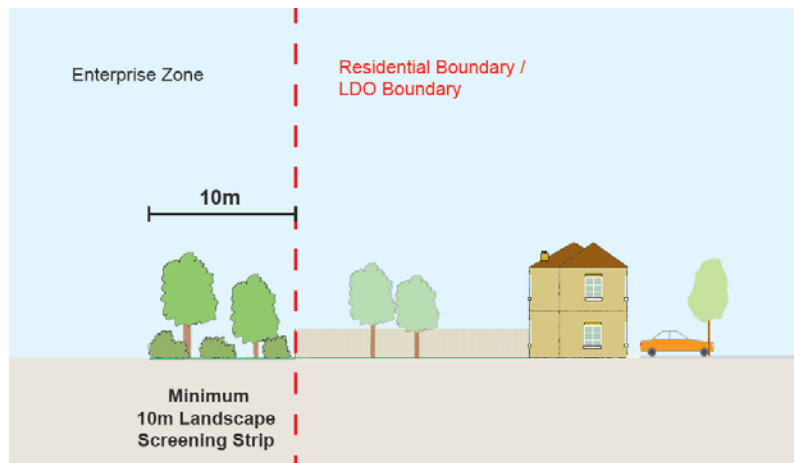 Enterprise Zone
Residential Boundary /
LDO Boundary
10m
Minimum
10m Landscape
Screening Strip